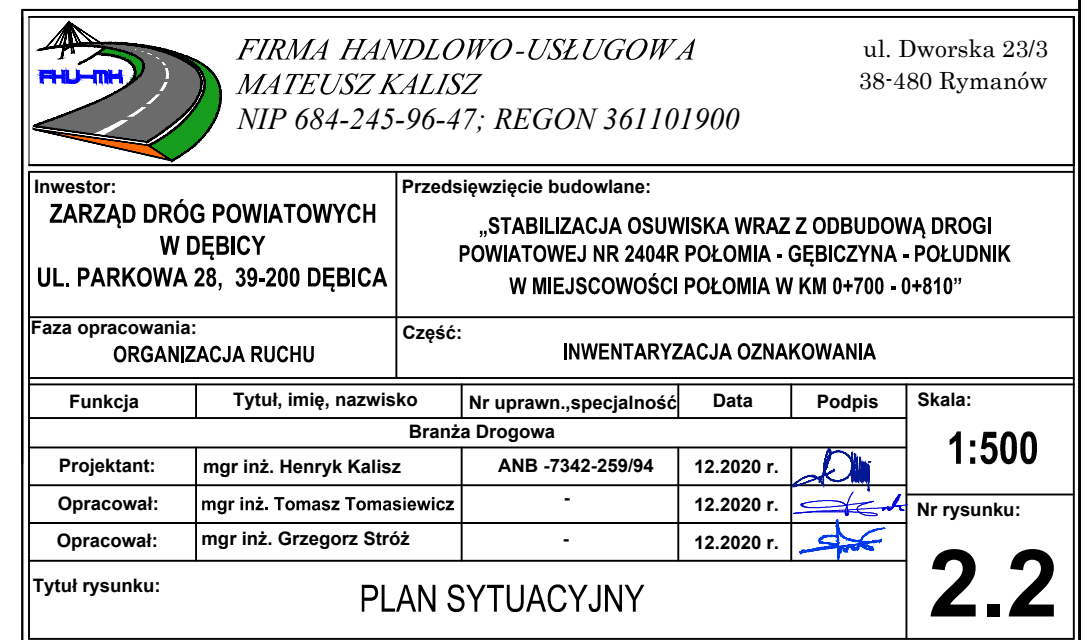 FHU-MK
FIRMA HANDLOWO-USŁUGOWA
MATEUSZ KALISZ
NIP 684-245-96-47; REGON 361101900
ul. Dworska 23/3
38-480 Rymanów
Inwestor:
ZARZĄD DRÓG POWIATOWYCH
W DĘBICY
UL. PARKOWA 28, 39-200 DĘBICA
Przedsięwzięcie budowlane:
„STABILIZACJA OSUWISKA WRAZ Z ODBUDOWĄ DROGI
POWIATOWEJ NR 2404R POŁOMIA - GĘBICZYNA - POŁUDNIK
W MIEJSCOWOŚCI POŁOMIA W KM 0+700 - 0+810”
Faza opracowania:
ORGANIZACJA RUCHU
Część:
INWENTARYZACJA OZNAKOWANIA
Funkcja Tytuł, imię, nazwisko Nr uprawn.,specjalność Data Podpis
Branża Drogowa
Projektant: mgr inż. Henryk Kalisz ANB -7342-259/94 12.2020 r.
Opracował: mgr inż. Tomasz Tomasiewicz - 12.2020 r.
Opracował: mgr inż. Grzegorz Stróż - 12.2020 r.
Skala:
1:500
Nr rysunku:
2.2
Tytuł rysunku:
PLAN SYTUACYJNY